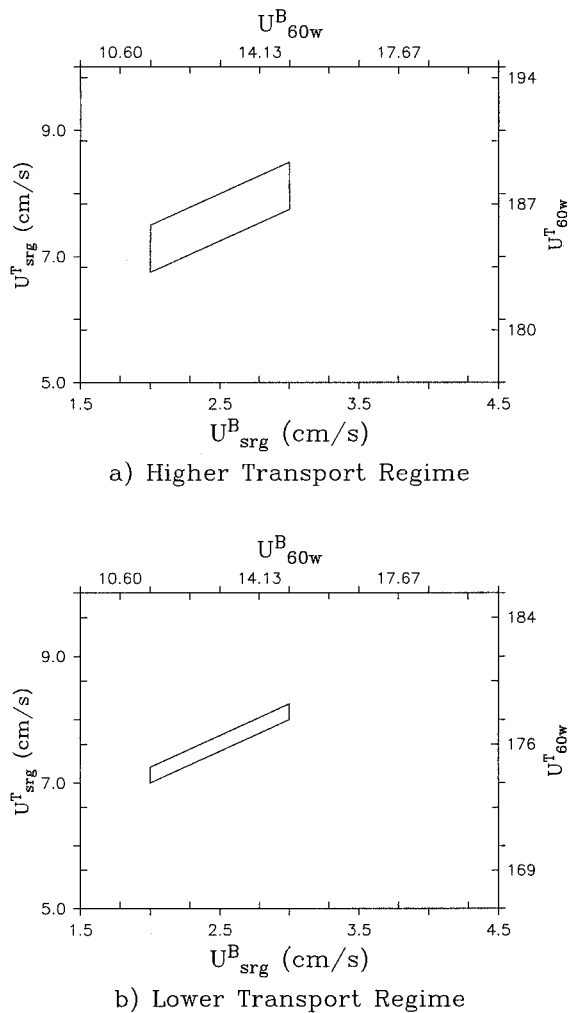 U^B_60w
10.60 14.13 17.67
194
9.0
187
U^T_srg (cm/s)
U^T_60w
7.0
180
5.0
1.5 2.5 3.5 4.5
U^B_srg (cm/s)
a) Higher Transport Regime
U^B_60w
10.60 14.13 17.67
184
9.0
176
U^T_srg (cm/s)
U^T_60w
7.0
169
5.0
1.5 2.5 3.5 4.5
U^B_srg (cm/s)
b) Lower Transport Regime